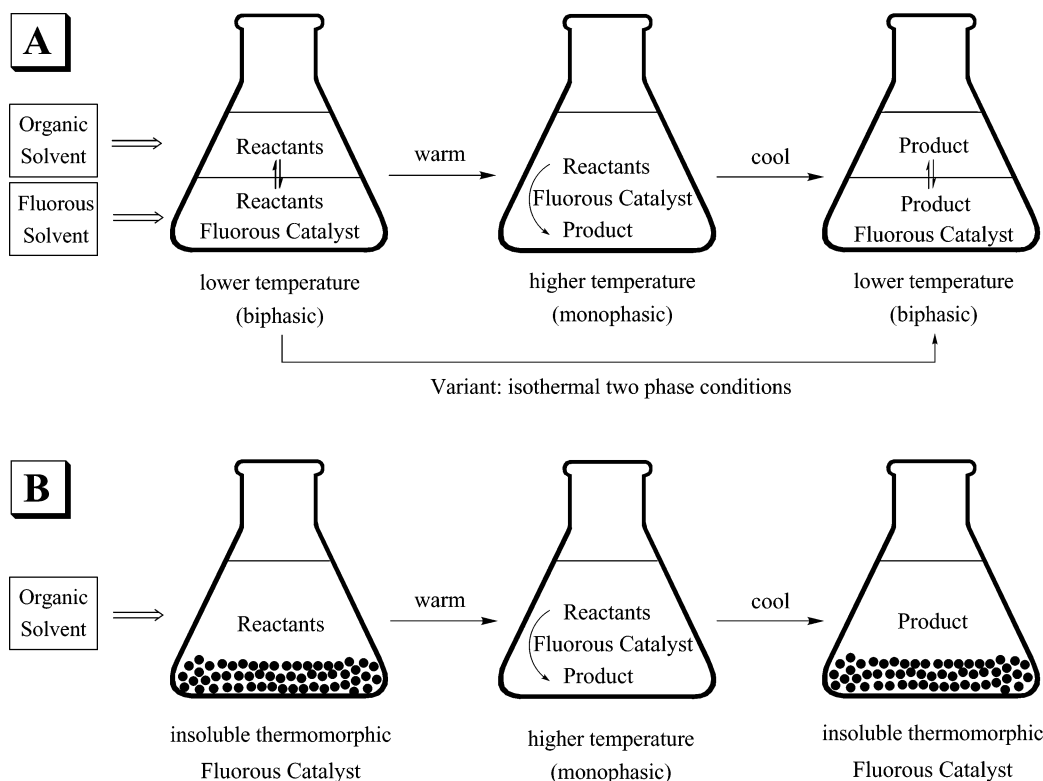 A
Organic
Solvent
Fluorous
Solvent
Reactants
Reactants
Fluorous Catalyst
warm
Reactants
Fluorous Catalyst
Product
cool
Product
Product
Fluorous Catalyst
lower temperature
(biphasic)
higher temperature
(monophasic)
lower temperature
(biphasic)
Variant: isothermal two phase conditions
B
Organic
Solvent
Reactants
warm
Reactants
Fluorous Catalyst
Product
cool
Product
insoluble thermomorphic
Fluorous Catalyst
higher temperature
(monophasic)
insoluble thermomorphic
Fluorous Catalyst